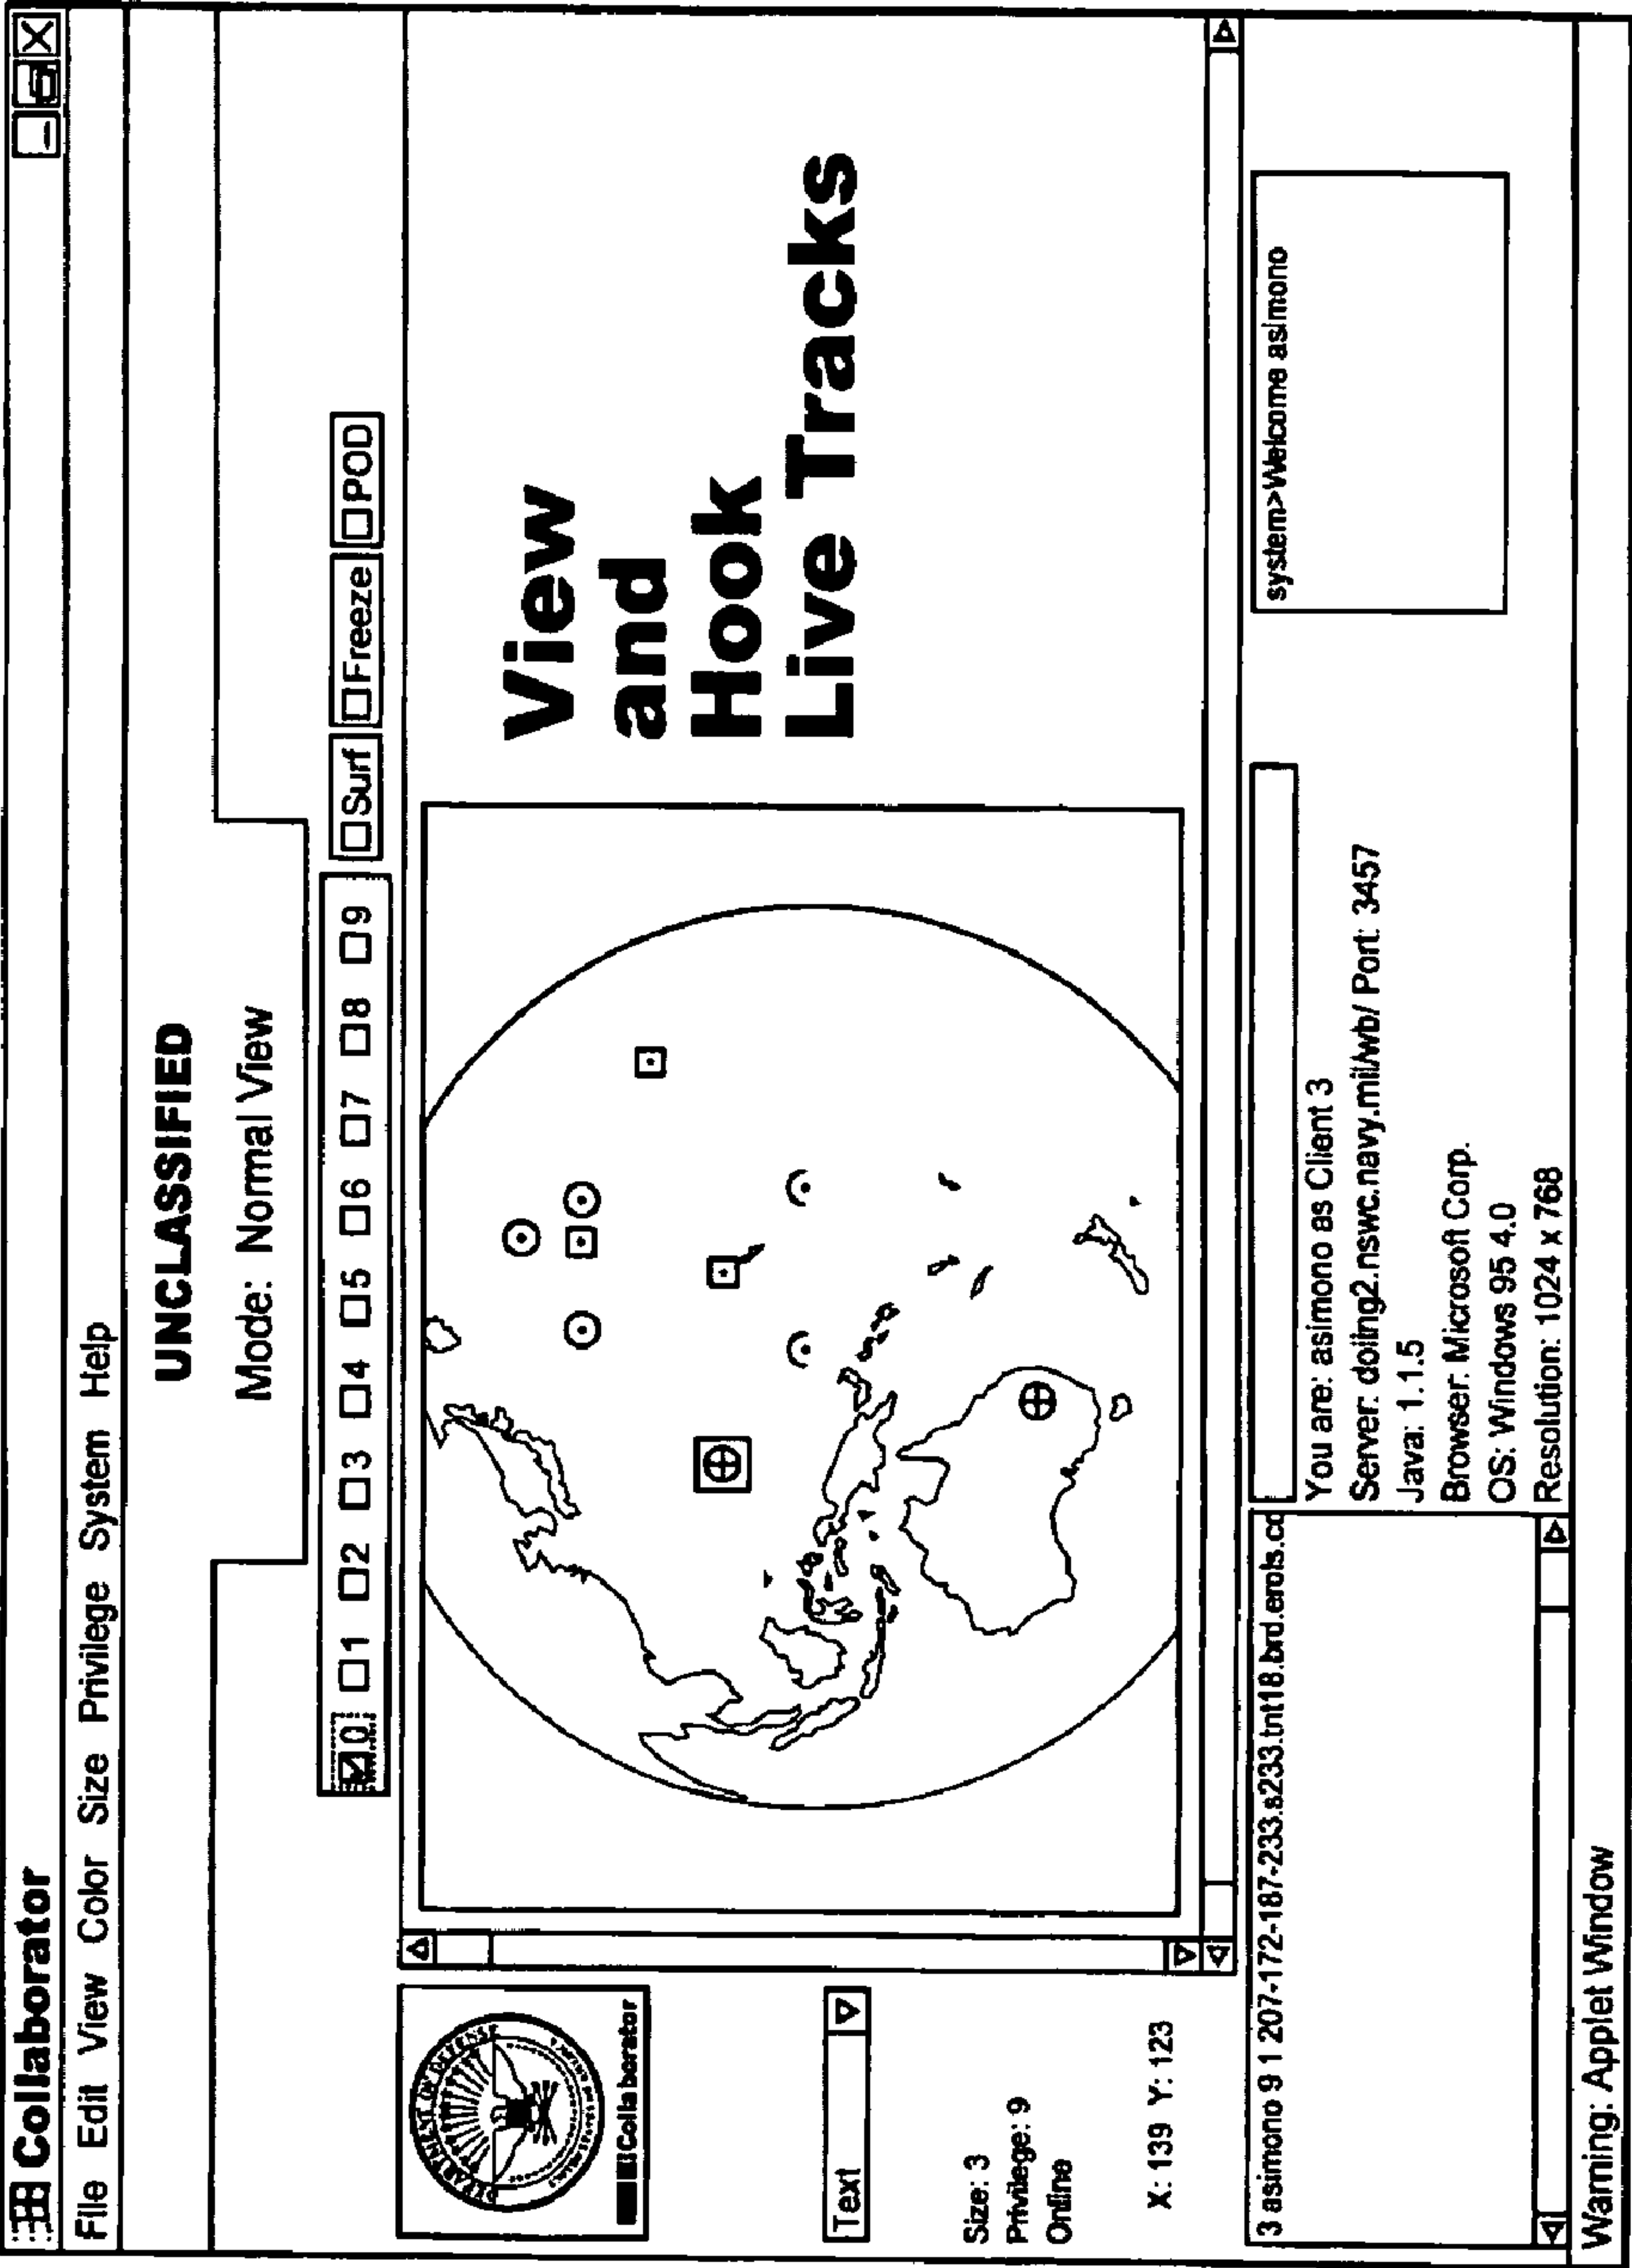 Collaborator
File Edit View Color Size Privilege System Help
UNCLASSIFIED
Mode: Normal View
0 1 2 3 4 5 6 7 8 9 Surf Freeze POD
DEPARTMENT OF DEFENSE
Collaborator
Text
Size: 3
Privilege: 9
Online
X: 139 Y: 123
View
and
Hook
Live Tracks
3 asimono 9 1 207-172-187-233.s233.tnt18.brd.erols.cc
You are: asimono as Client 3
Server: doiing2.nswc.navy.mil/wb/ Port: 3457
Java: 1.1.5
Browser: Microsoft Corp.
OS: Windows 95 4.0
Resolution: 1024 x 768
system>Welcome asimono
Warning: Applet Window